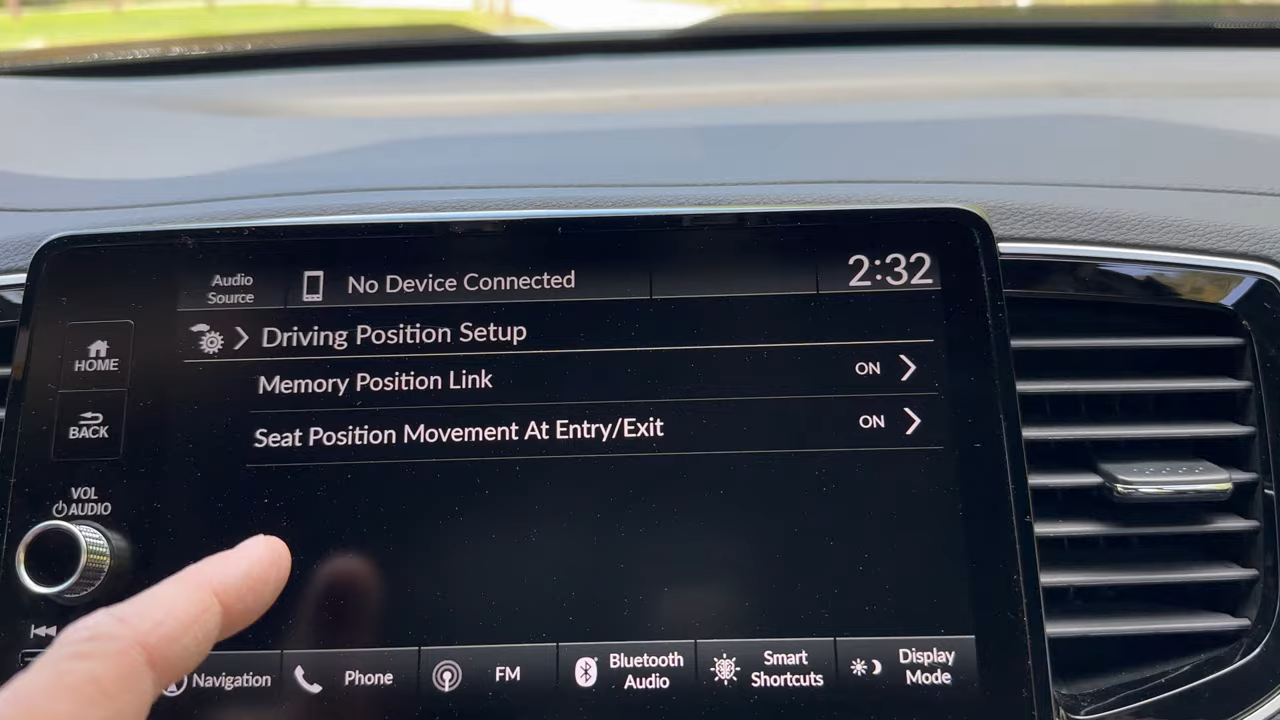 Audio
Source
No Device Connected
2:32
HOME
Driving Position Setup
Memory Position Link
ON
BACK
Seat Position Movement At Entry/Exit
ON
VOL
AUDIO
Navigation
Phone
FM
Bluetooth
Audio
Smart
Shortcuts
Display
Mode